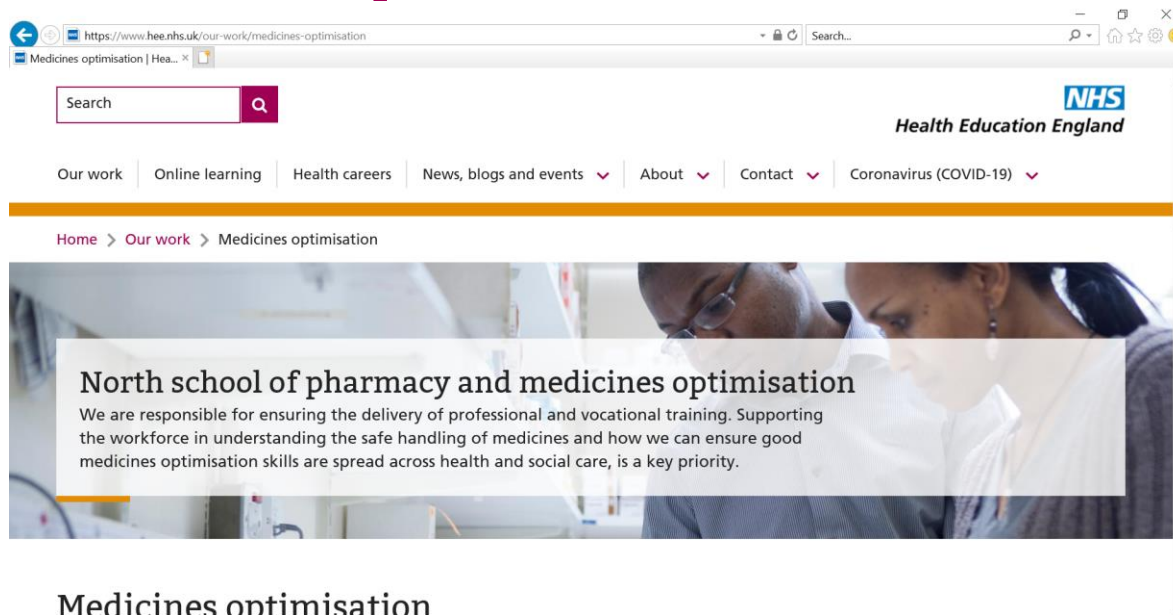 https://www.hee.nhs.uk/our-work/medicines-optimisation
Search...
Medicines optimisation | Hea...
Search
NHS
Health Education England
Our work
Online learning
Health careers
News, blogs and events
About
Contact
Coronavirus (COVID-19)
Home > Our work > Medicines optimisation
North school of pharmacy and medicines optimisation
We are responsible for ensuring the delivery of professional and vocational training. Supporting
the workforce in understanding the safe handling of medicines and how we can ensure good
medicines optimisation skills are spread across health and social care, is a key priority.
Medicines optimisation